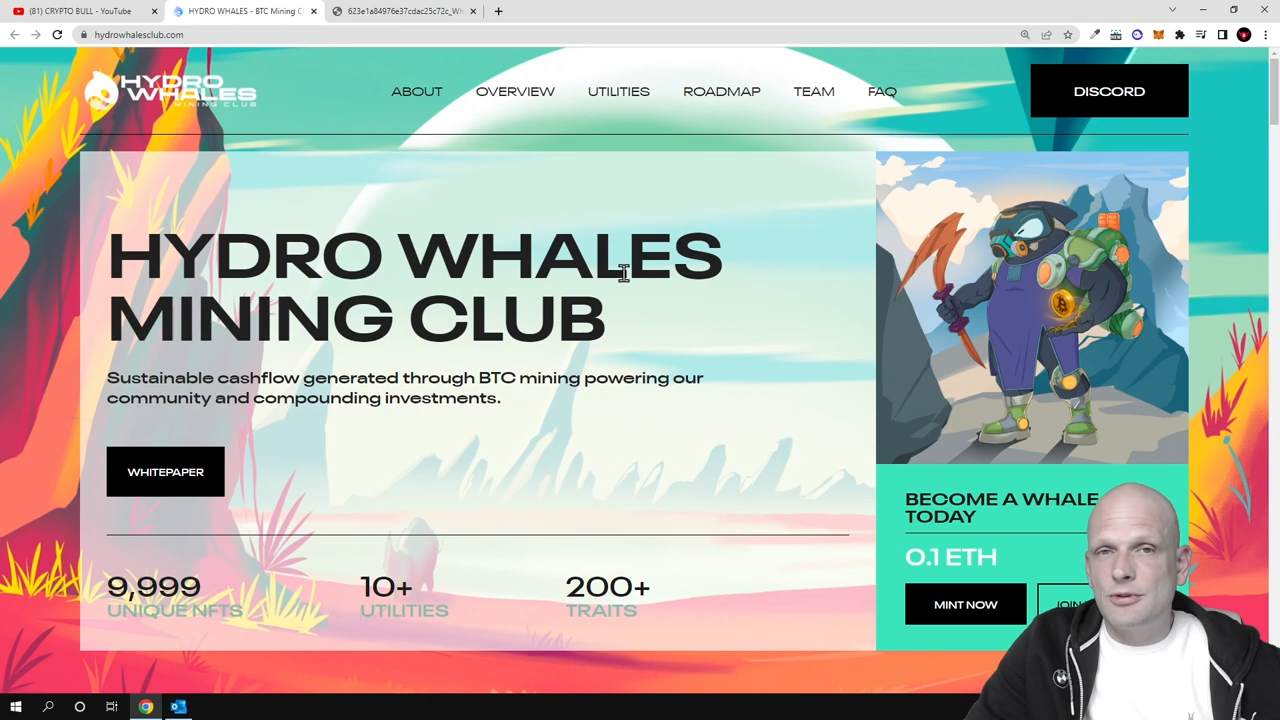 (81) CRYPTO BULL - YouTube
HYDRO WHALES - BTC Mining C
623e1a84976e37cdac25c72c_Wh
hydrowhalesclub.com
HYDRO
WHALES
MINING CLUB
ABOUT
OVERVIEW
UTILITIES
ROADMAP
TEAM
FAQ
DISCORD
HYDRO WHALES
MINING CLUB
Sustainable cashflow generated through BTC mining powering our
community and compounding investments.
WHITEPAPER
9,999
UNIQUE NFTS
10+
UTILITIES
200+
TRAITS
BECOME A WHALE
TODAY
0.1 ETH
MINT NOW